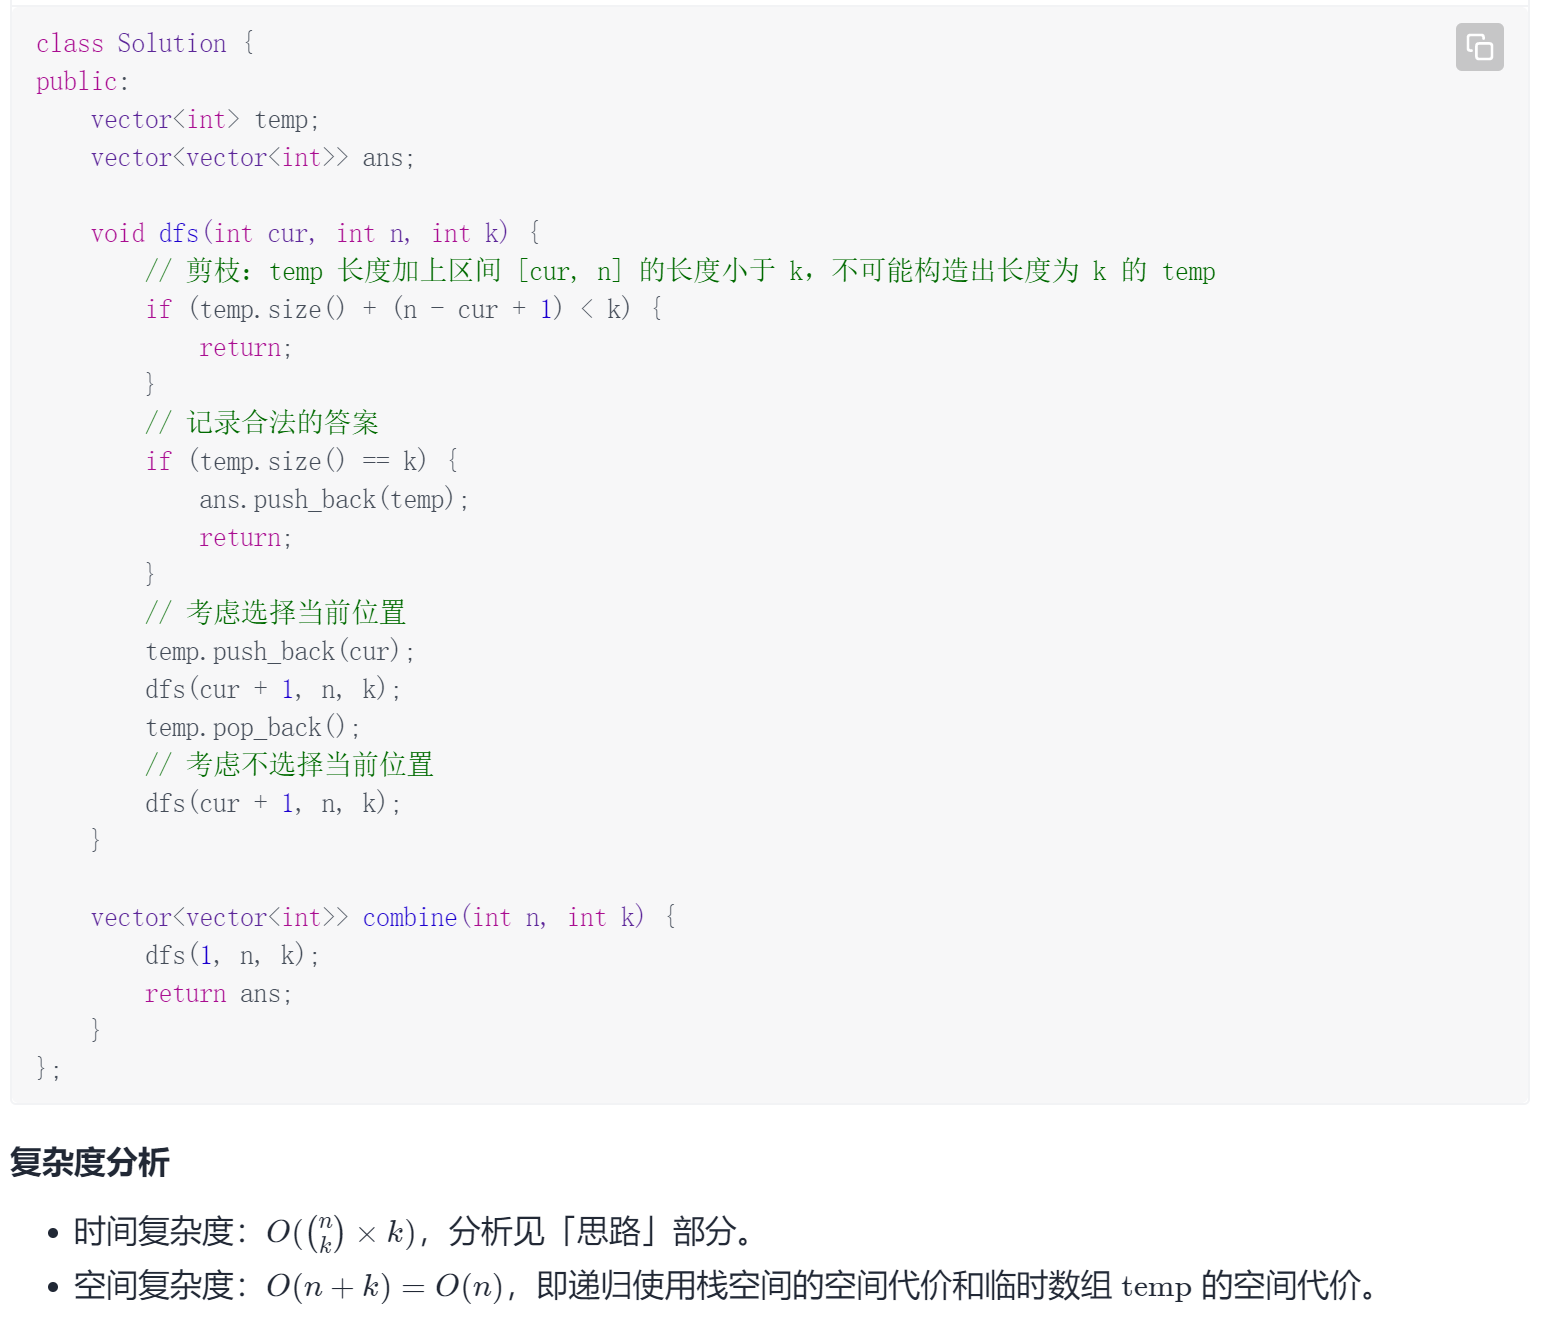 class Solution {
public:
    vector<int> temp;
    vector<vector<int>> ans;

    void dfs(int cur, int n, int k) {
        // 剪枝：temp 长度加上区间 [cur, n] 的长度小于 k，不可能构造出长度为 k 的 temp
        if (temp.size() + (n - cur + 1) < k) {
            return;
        }
        // 记录合法的答案
        if (temp.size() == k) {
            ans.push_back(temp);
            return;
        }
        // 考虑选择当前位置
        temp.push_back(cur);
        dfs(cur + 1, n, k);
        temp.pop_back();
        // 考虑不选择当前位置
        dfs(cur + 1, n, k);
    }

    vector<vector<int>> combine(int n, int k) {
        dfs(1, n, k);
        return ans;
    }
};
复杂度分析
• 时间复杂度：$O(\binom{n}{k} \times k)$，分析见「思路」部分。
• 空间复杂度：$O(n + k) = O(n)$，即递归使用栈空间的空间代价和临时数组 temp 的空间代价。